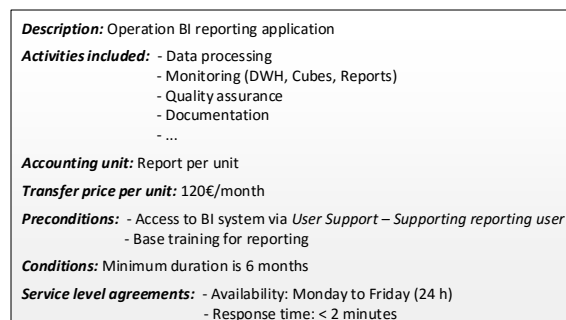 Description: Operation BI reporting application
Activities included: - Data processing
- Monitoring (DWH, Cubes, Reports)
- Quality assurance
- Documentation
- ...
Accounting unit: Report per unit
Transfer price per unit: 120€/month
Preconditions: - Access to BI system via User Support – Supporting reporting user
- Base training for reporting
Conditions: Minimum duration is 6 months
Service level agreements: - Availability: Monday to Friday (24 h)
- Response time: < 2 minutes